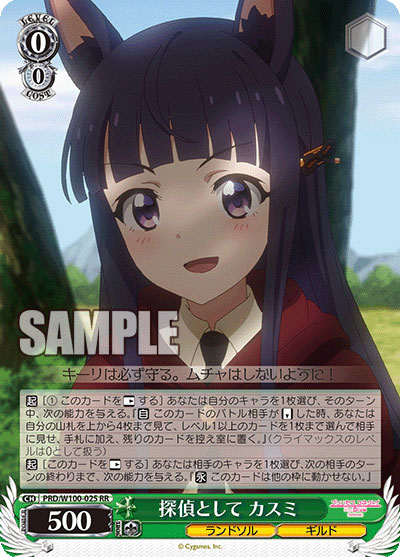 LEVEL
0
0
COST
SAMPLE
キーリは必ず守る。ムチャはしないように！
起［① このカードをする］あなたは自分のキャラを1枚選び、そのターン
中、次の能力を与える。『自 このカードのバトル相手がした時、あなたは
自分の山札を上から4枚まで見て、レベル1以上のカードを1枚まで選んで相手
に見せ、手札に加え、残りのカードを控え室に置く。』（クライマックスのレベ
ルは0として扱う）
起［このカードをする］あなたは相手のキャラを1枚選び、次の相手のターン
の終わりまで、次の能力を与える。『永 このカードは他の枠に動かせない。』
CH PRD/W100-025 RR
500
探偵として カスミ
ランドソル
ギルド
© Cygames, Inc.